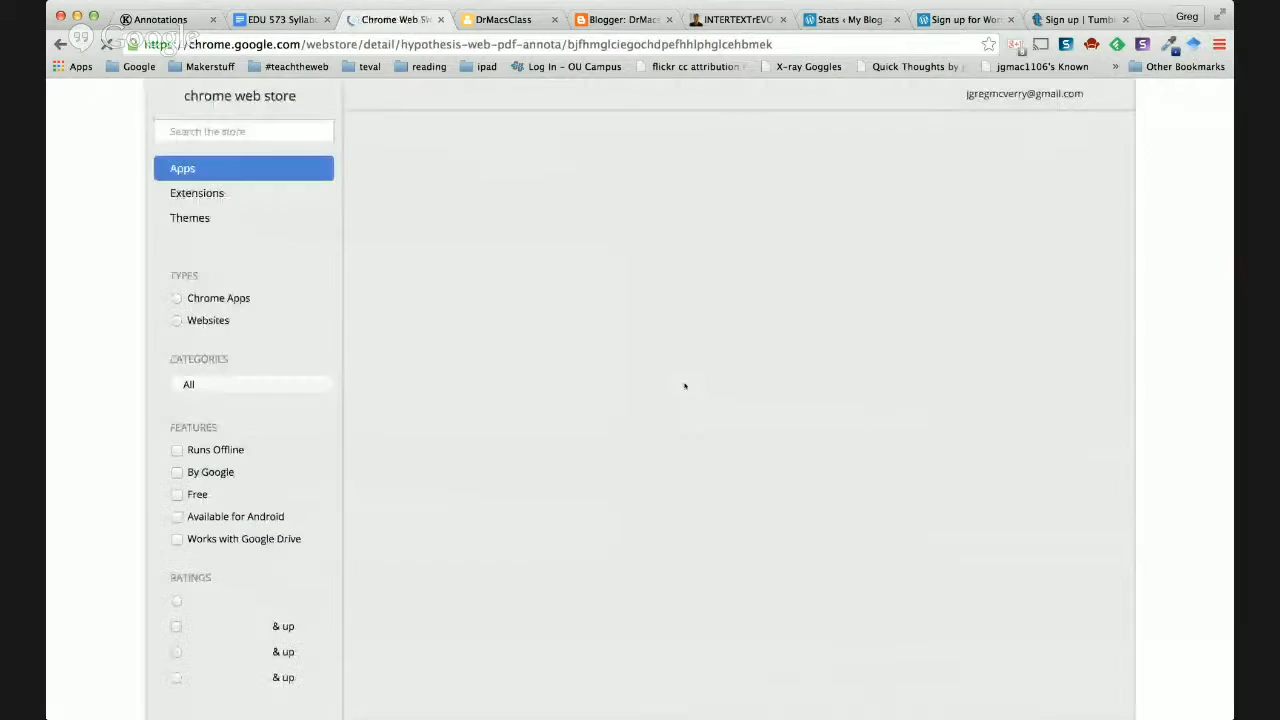 Annotations
EDU 573 Syllabu
Chrome Web St
DrMacsClass
Blogger: DrMacs
INTERTEXTrEVO
Stats ‹ My Blog
Sign up for Wor
Sign up | Tumbl
Greg
Google
https://chrome.google.com/webstore/detail/hypothesis-web-pdf-annota/bjfhmglciegochdpefhhlphglcehbmek
Apps
Google
Makerstuff
#teachtheweb
teval
reading
ipad
Log In - OU Campus
flickr cc attribution
X-ray Goggles
Quick Thoughts by j
jgmac1106's Known
»
Other Bookmarks
chrome web store
jgregmcverry@gmail.com
Search the store
Apps
Extensions
Themes
TYPES
Chrome Apps
Websites
CATEGORIES
All
FEATURES
Runs Offline
By Google
Free
Available for Android
Works with Google Drive
RATINGS
& up
& up
& up